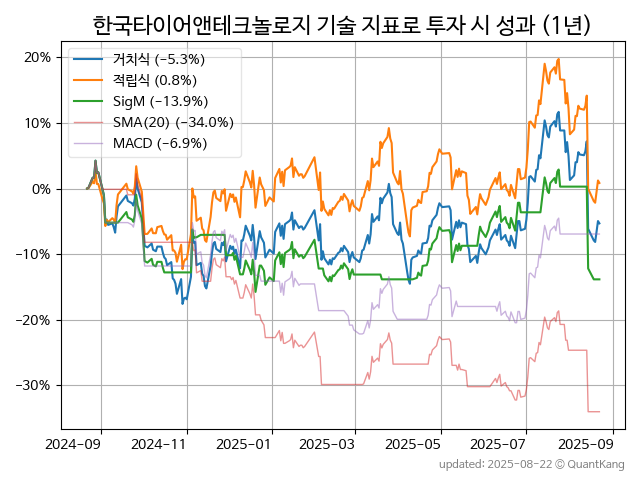 한국타이어앤테크놀로지 기술 지표로 투자 시 성과 (1년)
20%
10%
0%
−10%
−20%
−30%
거치식 (−5.3%)
적립식 (0.8%)
SigM (−13.9%)
SMA(20) (−34.0%)
MACD (−6.9%)
2024-09 2024-11 2025-01 2025-03 2025-05 2025-07 2025-09
updated: 2025-08-22 © QuantKang